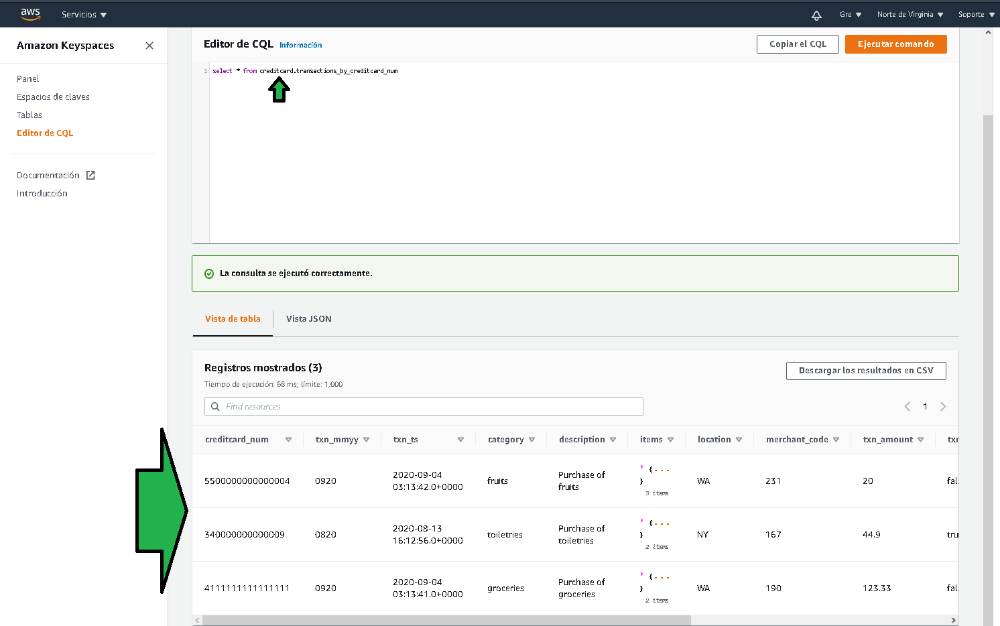 aws Servicios Gre Norte de Virginia Soporte
Amazon Keyspaces
Panel
Espacios de claves
Tablas
Editor de CQL
Documentación
Introducción
Editor de CQL Información Copiar el CQL Ejecutar comando
1 select * from creditcard.transactions_by_creditcard_num
La consulta se ejecutó correctamente.
Vista de tabla Vista JSON
Registros mostrados (3) Descargar los resultados en CSV
Tiempo de ejecución: 68 ms; límite: 1,000
Find resources 1
creditcard_num txn_mmyy txn_ts category description items location merchant_code txn_amount txn
5500000000000004 0920 2020-09-04 03:13:42.0+0000 fruits Purchase of fruits {...} 3 items WA 231 20 fal
340000000000009 0820 2020-08-13 16:12:56.0+0000 toiletries Purchase of toiletries {...} 2 items NY 167 44.9 tru
4111111111111111 0920 2020-09-04 03:13:41.0+0000 groceries Purchase of groceries {...} 2 items WA 190 123.33 fal